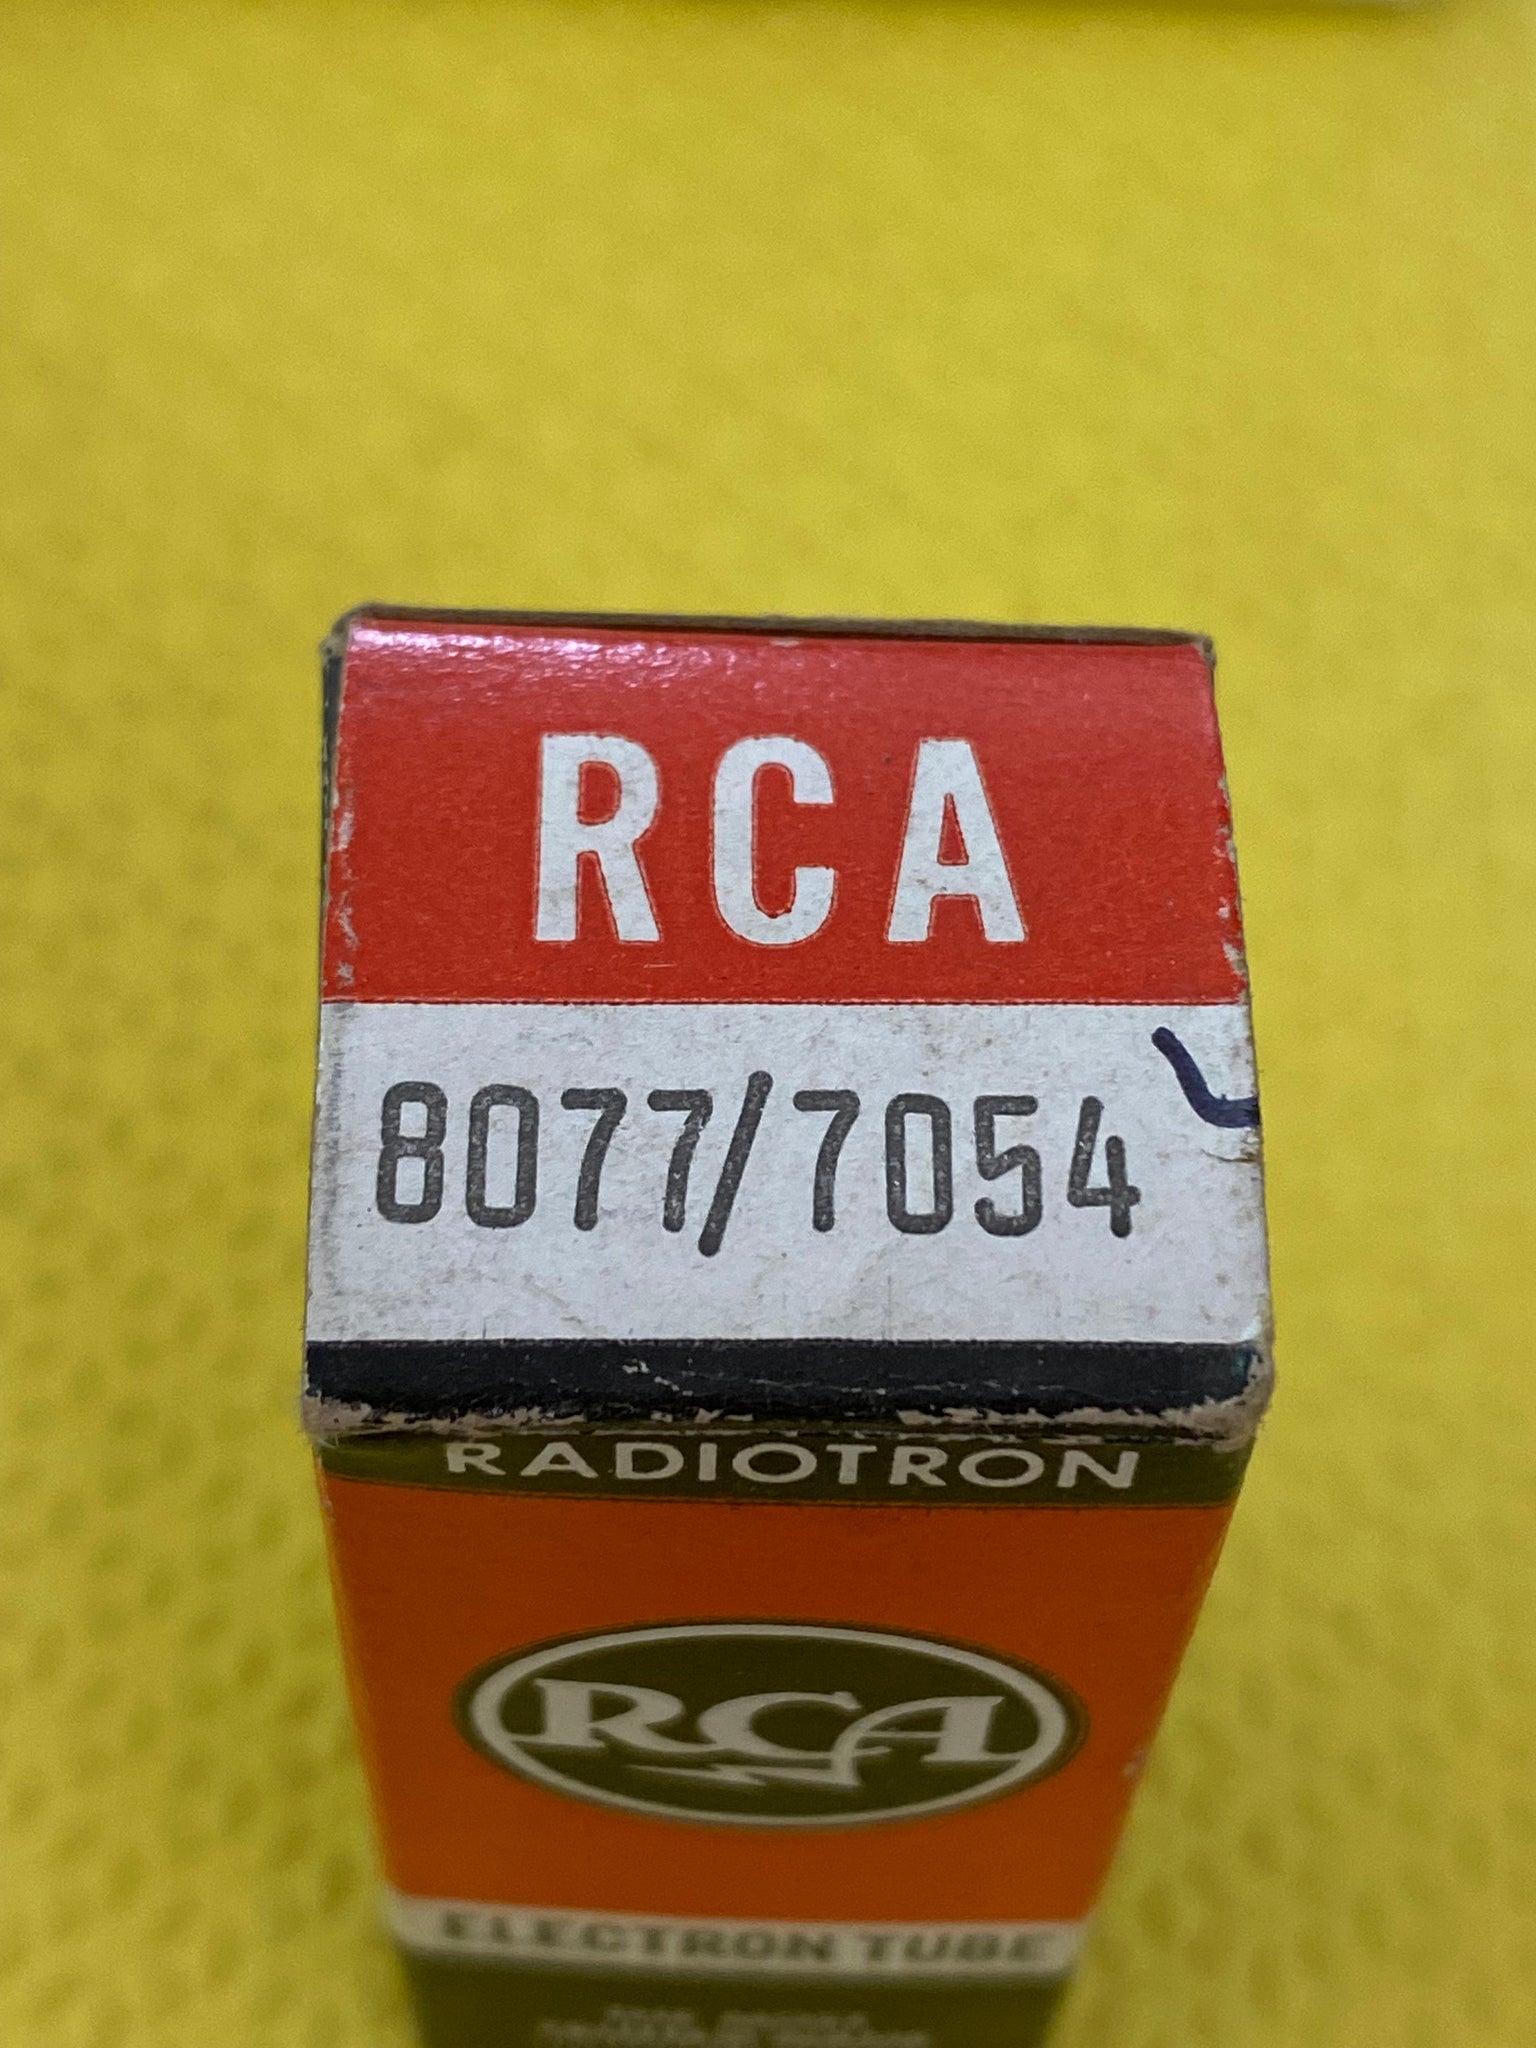 RCA
8077/7054
RADIOTRON
RCA
ELECTRON TUBE